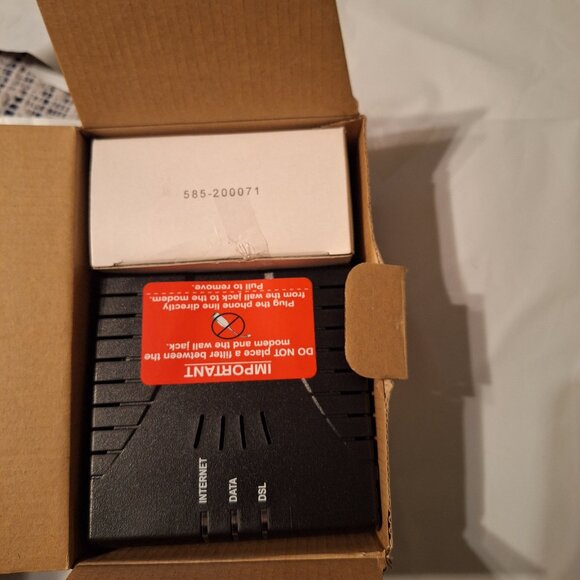 585-200071
IMPORTANT
DO NOT place a filter between the
modem and the wall jack.
Plug the phone line directly
from the wall jack to the modem.
Pull to remove.
INTERNET
DATA
DSL